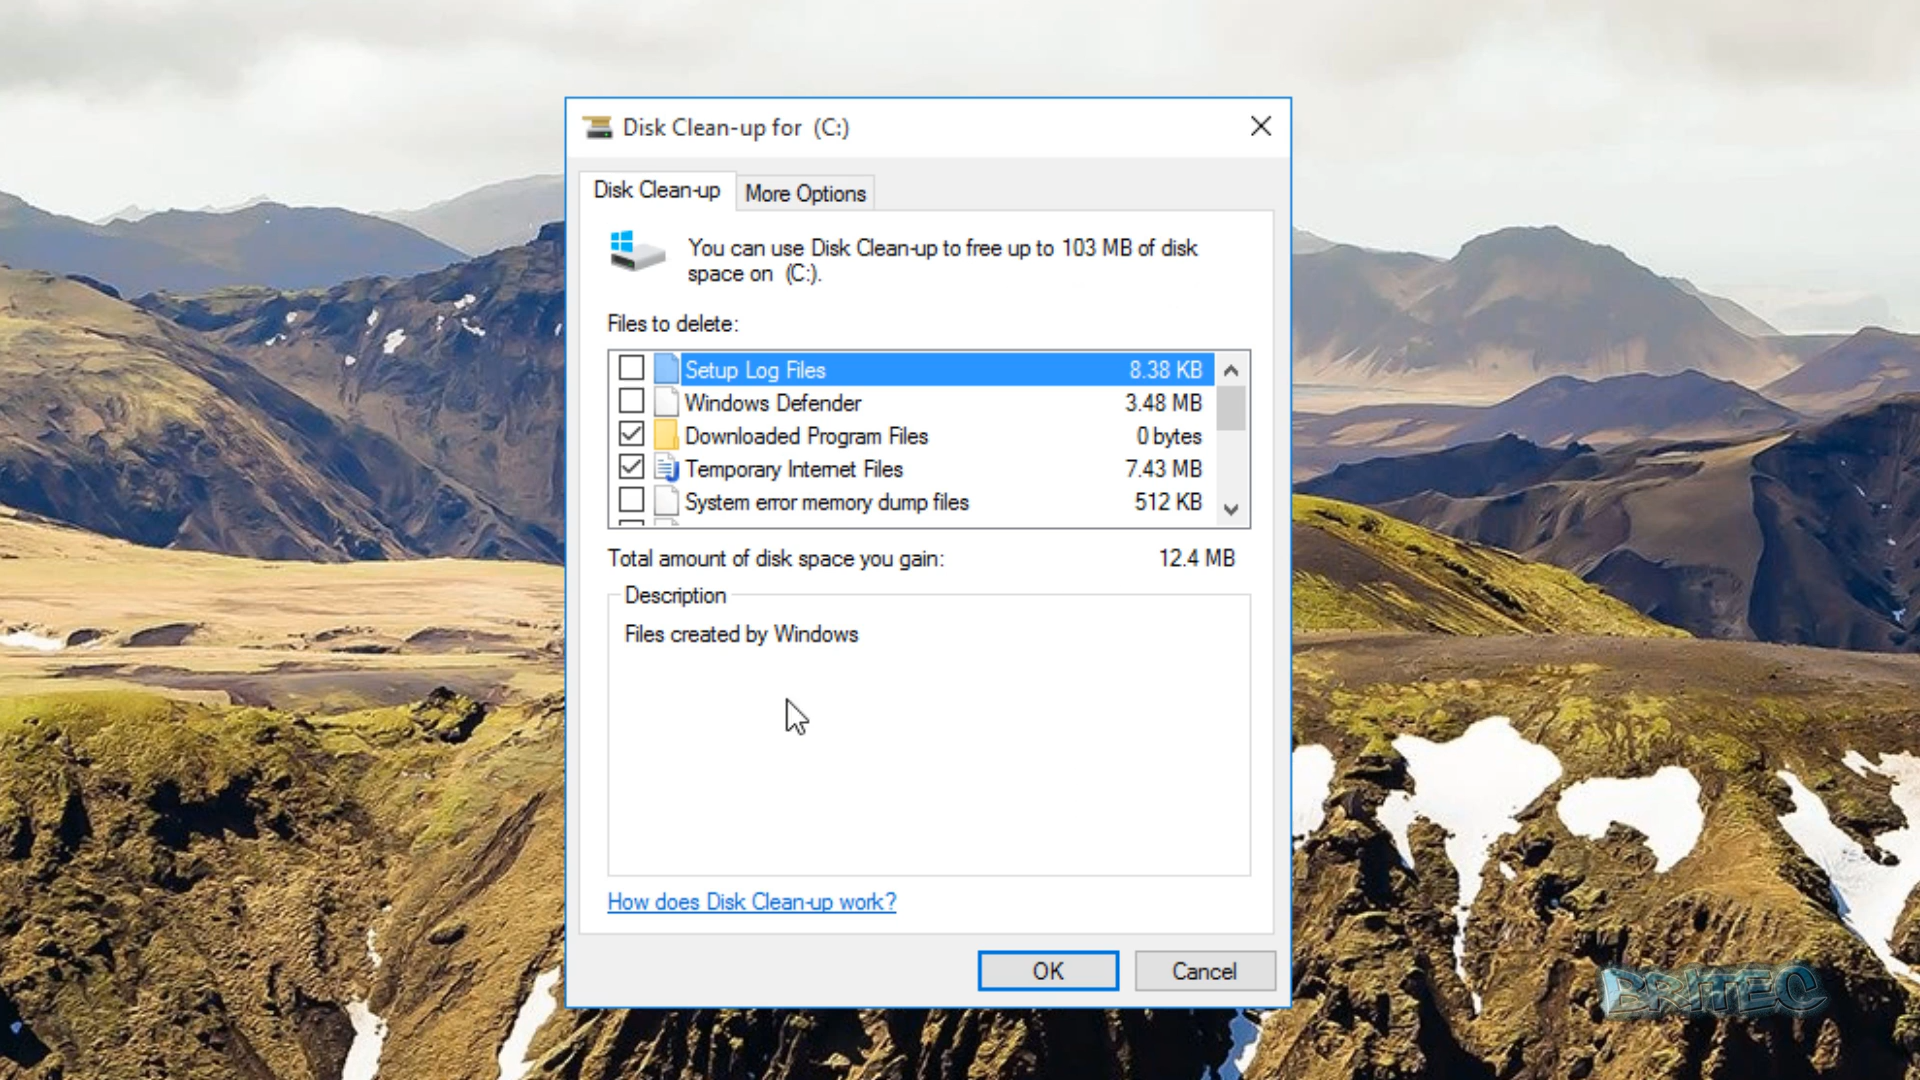 Disk Clean-up for (C:)
Disk Clean-up
More Options
You can use Disk Clean-up to free up to 103 MB of disk
space on (C:).
Files to delete:
Setup Log Files 8.38 KB
Windows Defender 3.48 MB
Downloaded Program Files 0 bytes
Temporary Internet Files 7.43 MB
System error memory dump files 512 KB
Total amount of disk space you gain: 12.4 MB
Description
Files created by Windows
How does Disk Clean-up work?
OK
Cancel
BRITEC